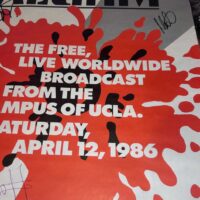 THE FREE,
LIVE WORLDWIDE
BROADCAST
FROM THE
MPUS OF UCLA.
ATURDAY,
APRIL 12, 1986